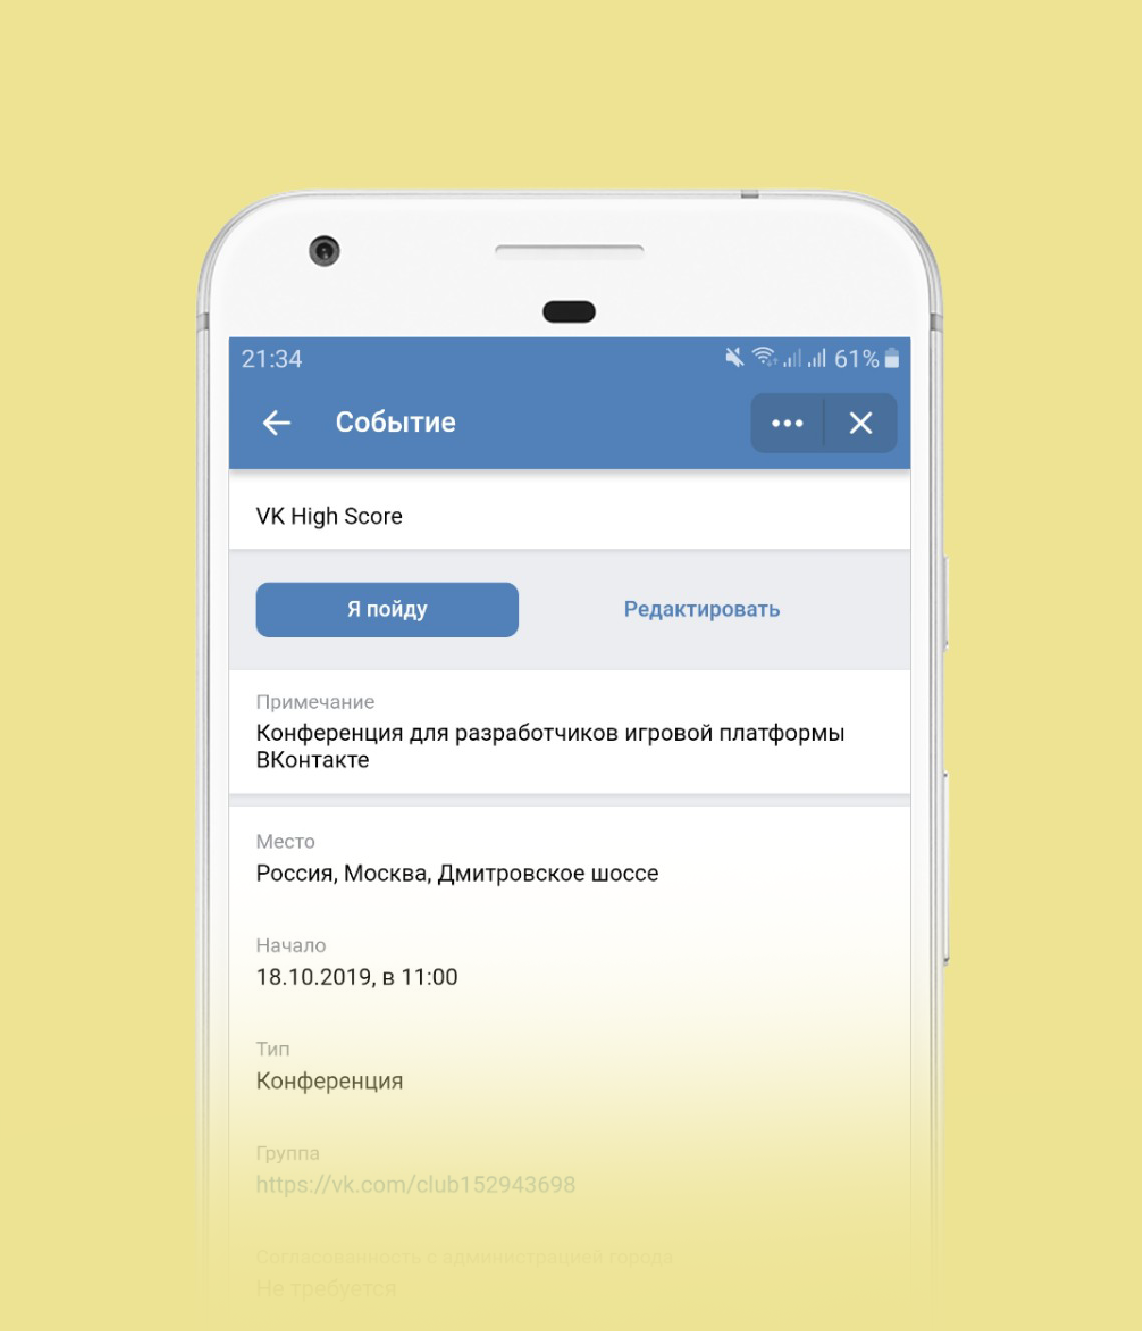 21:34
61%
Событие
VK High Score
Я пойду
Редактировать
Примечание
Конференция для разработчиков игровой платформы
ВКонтакте
Место
Россия, Москва, Дмитровское шоссе
Начало
18.10.2019, в 11:00
Тип
Конференция
Группа
https://vk.com/club152943698
Согласованность с администрацией города
Не требуется